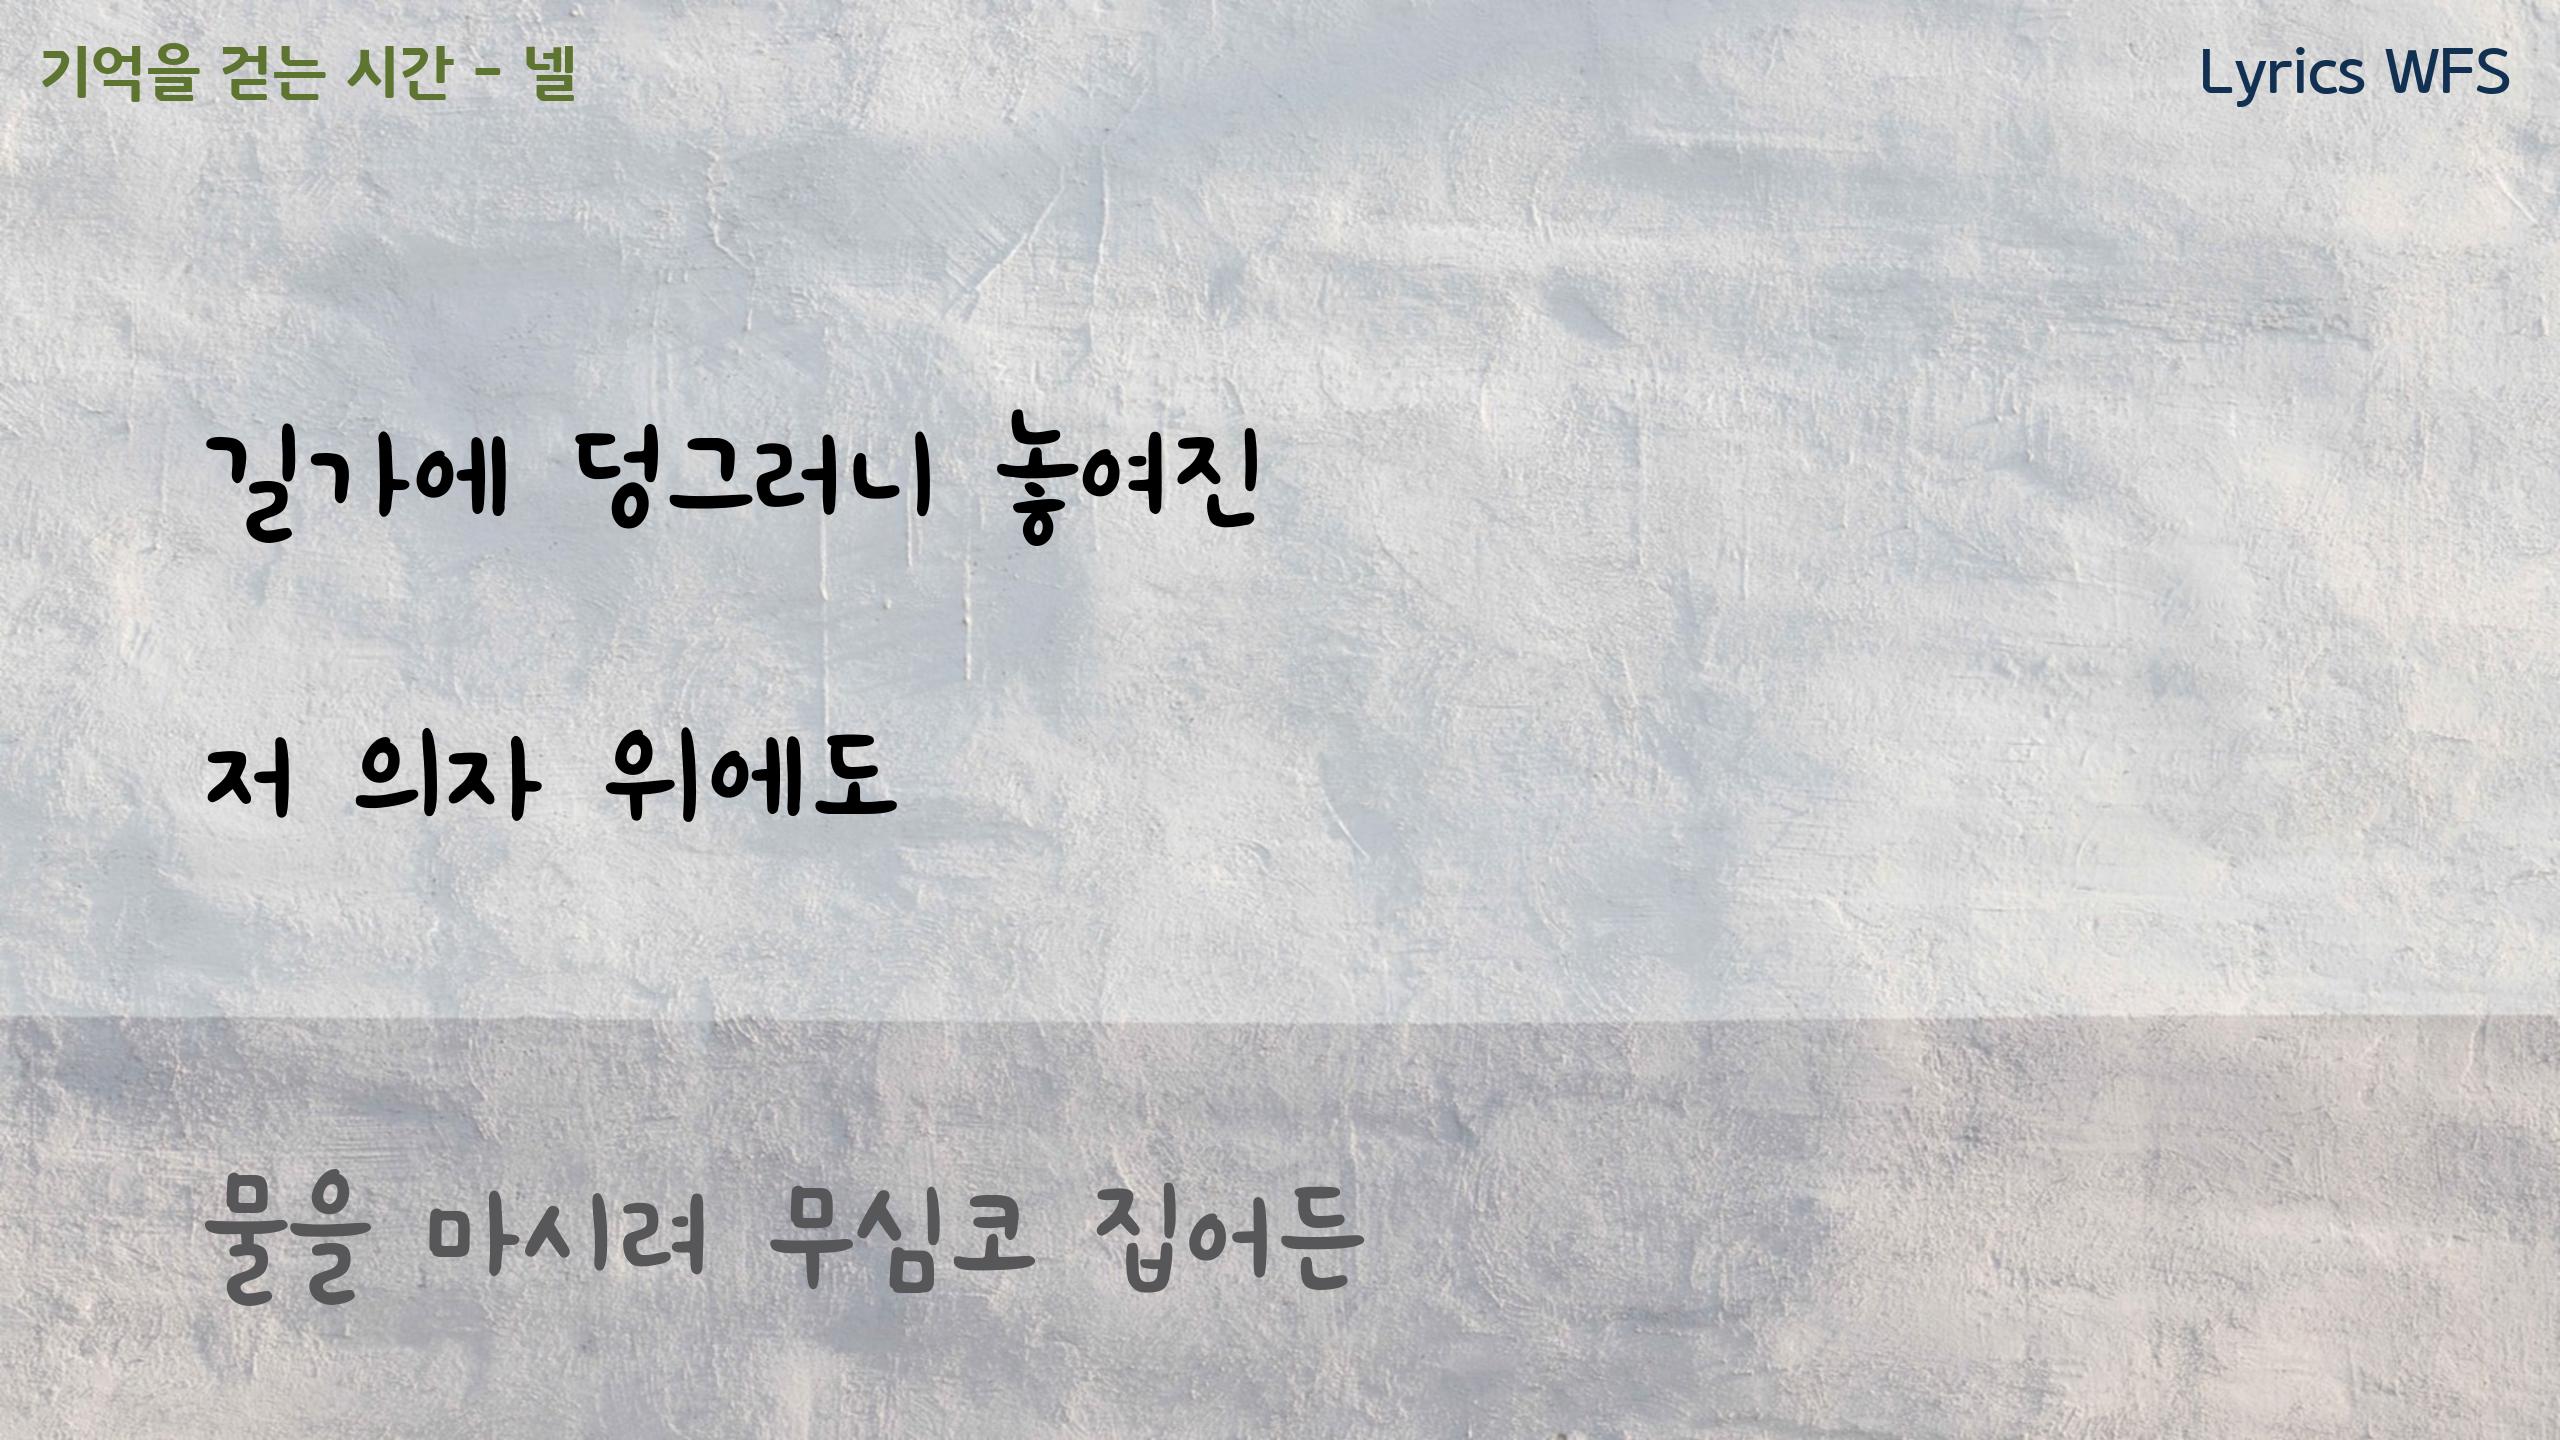 기억을 걷는 시간 - 넬
Lyrics WFS
길가에 덩그러니 놓여진
저 의자 위에도
물을 마시려 무심코 집어든